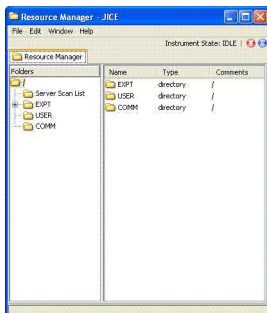 Resource Manager - JICE
File Edit Window Help
Instrument State: IDLE
Resource Manager
Folders
/
Server Scan List
EXPT
USER
COMM
Name Type Comments
EXPT directory /
USER directory /
COMM directory /